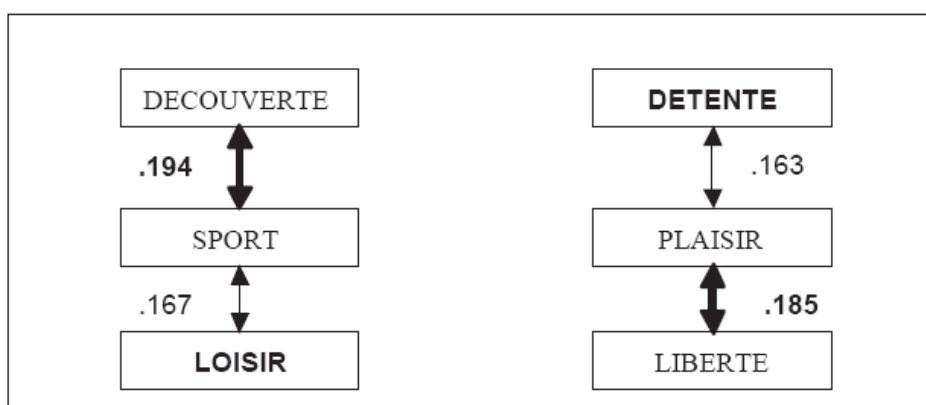 DECOUVERTE
.194
SPORT
.167
LOISIR
DETENTE
.163
PLAISIR
.185
LIBERTE